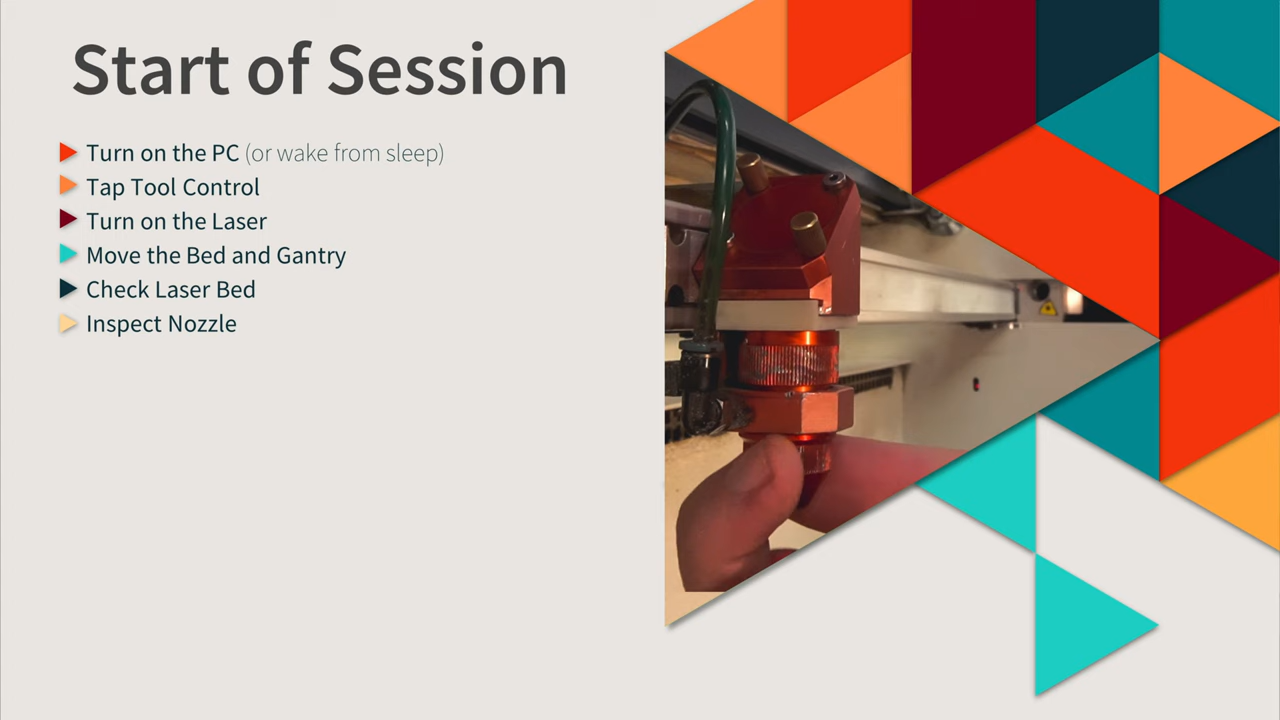 Start of Session
Turn on the PC (or wake from sleep)
Tap Tool Control
Turn on the Laser
Move the Bed and Gantry
Check Laser Bed
Inspect Nozzle